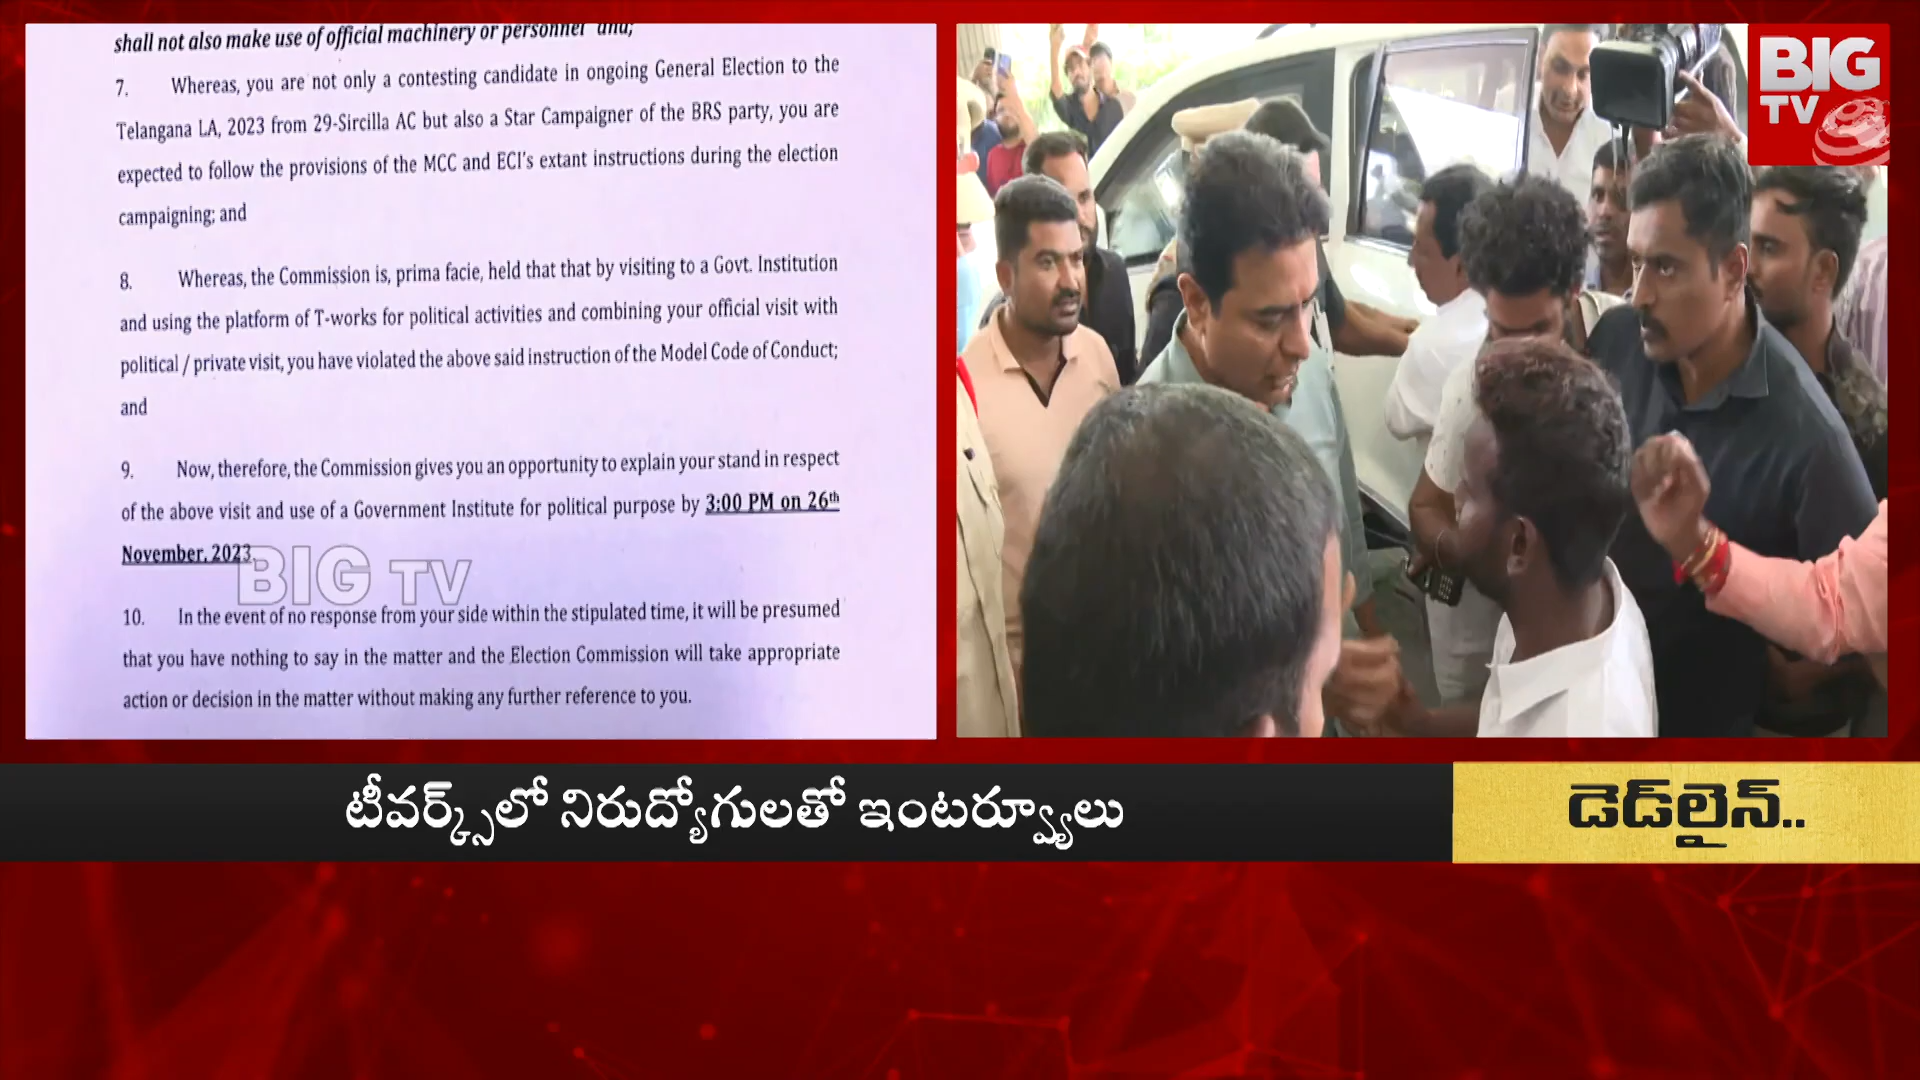 shall not also make use of official machinery or personnel and;
7. Whereas, you are not only a contesting candidate in ongoing General Election to the
Telangana LA, 2023 from 29-Sircilla AC but also a Star Campaigner of the BRS party, you are
expected to follow the provisions of the MCC and ECI's extant instructions during the election
campaigning; and
8. Whereas, the Commission is, prima facie, held that that by visiting to a Govt. Institution
and using the platform of T-works for political activities and combining your official visit with
political / private visit, you have violated the above said instruction of the Model Code of Conduct;
and
9. Now, therefore, the Commission gives you an opportunity to explain your stand in respect
of the above visit and use of a Government Institute for political purpose by 3:00 PM on 26th
November, 2023.
BIG TV
10. In the event of no response from your side within the stipulated time, it will be presumed
that you have nothing to say in the matter and the Election Commission will take appropriate
action or decision in the matter without making any further reference to you.
BIG
TV
టీవర్క్స్‌లో నిరుద్యోగులతో ఇంటర్వ్యూలు
డెడ్‌లైన్..